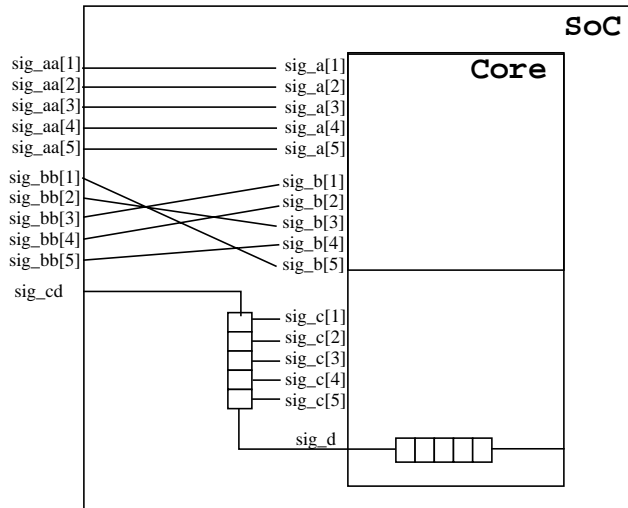 SoC
Core
sig_aa[1]
sig_aa[2]
sig_aa[3]
sig_aa[4]
sig_aa[5]
sig_a[1]
sig_a[2]
sig_a[3]
sig_a[4]
sig_a[5]
sig_bb[1]
sig_bb[2]
sig_bb[3]
sig_bb[4]
sig_bb[5]
sig_b[1]
sig_b[2]
sig_b[3]
sig_b[4]
sig_b[5]
sig_cd
sig_c[1]
sig_c[2]
sig_c[3]
sig_c[4]
sig_c[5]
sig_d